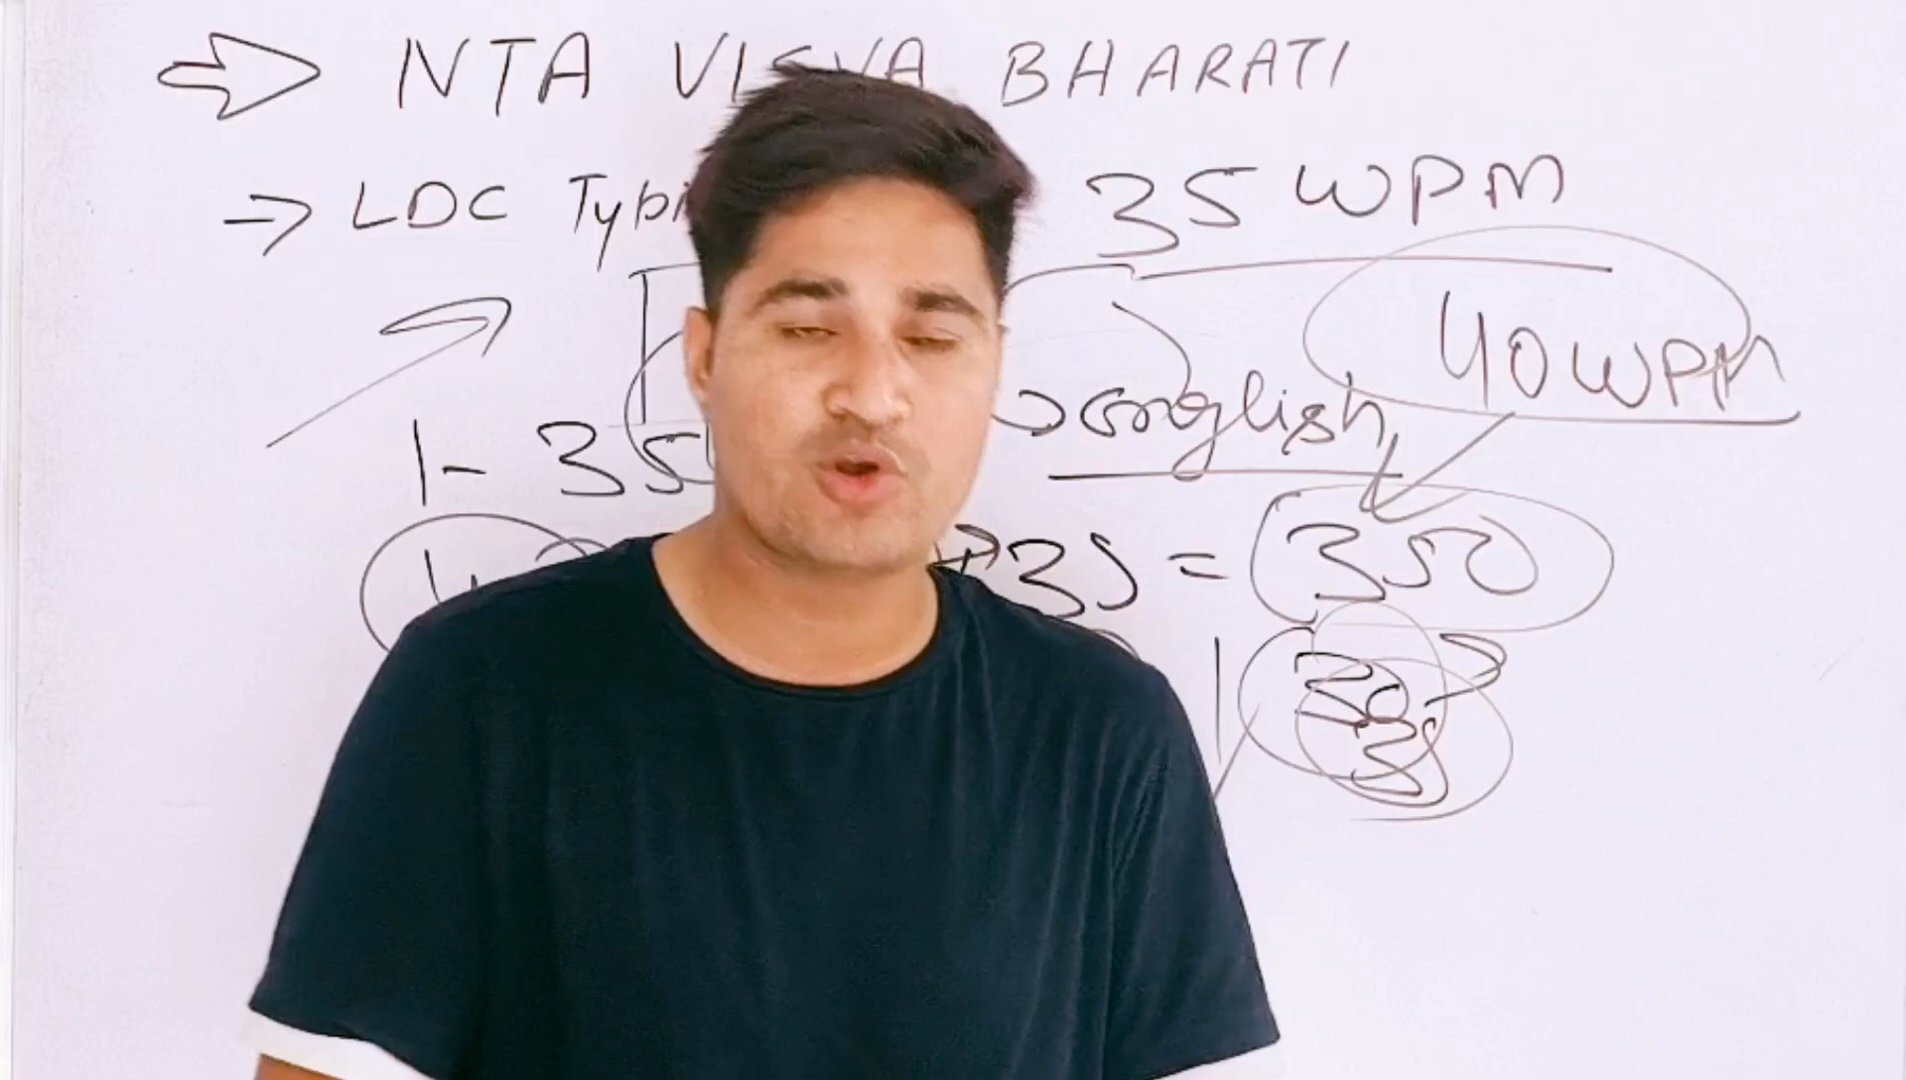 NTA VISVA BHARATI
→ LDC Typi 35 WPM
40 WPM
English
1- 35
35 = 350